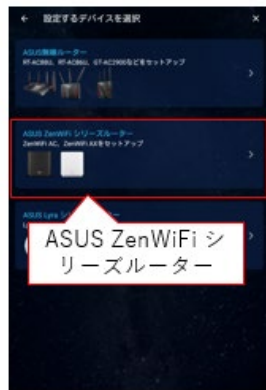 ← 設定するデバイスを選択 ×
ASUS無線ルーター
RT-AC88U、RT-AC86U、GT-AC2900などをセットアップ
ASUS ZenWiFi シリーズルーター
ZenWiFi AC、ZenWiFi AXをセットアップ
ASUS Lyra シ
ASUS ZenWiFi シ
リーズルーター